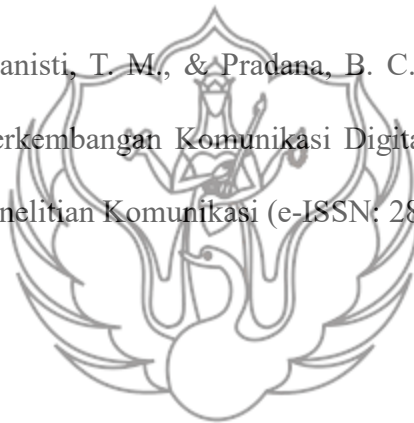 anisti, T. M., & Pradana, B. C.
erkembangan Komunikasi Digita
nelitian Komunikasi (e-ISSN: 28